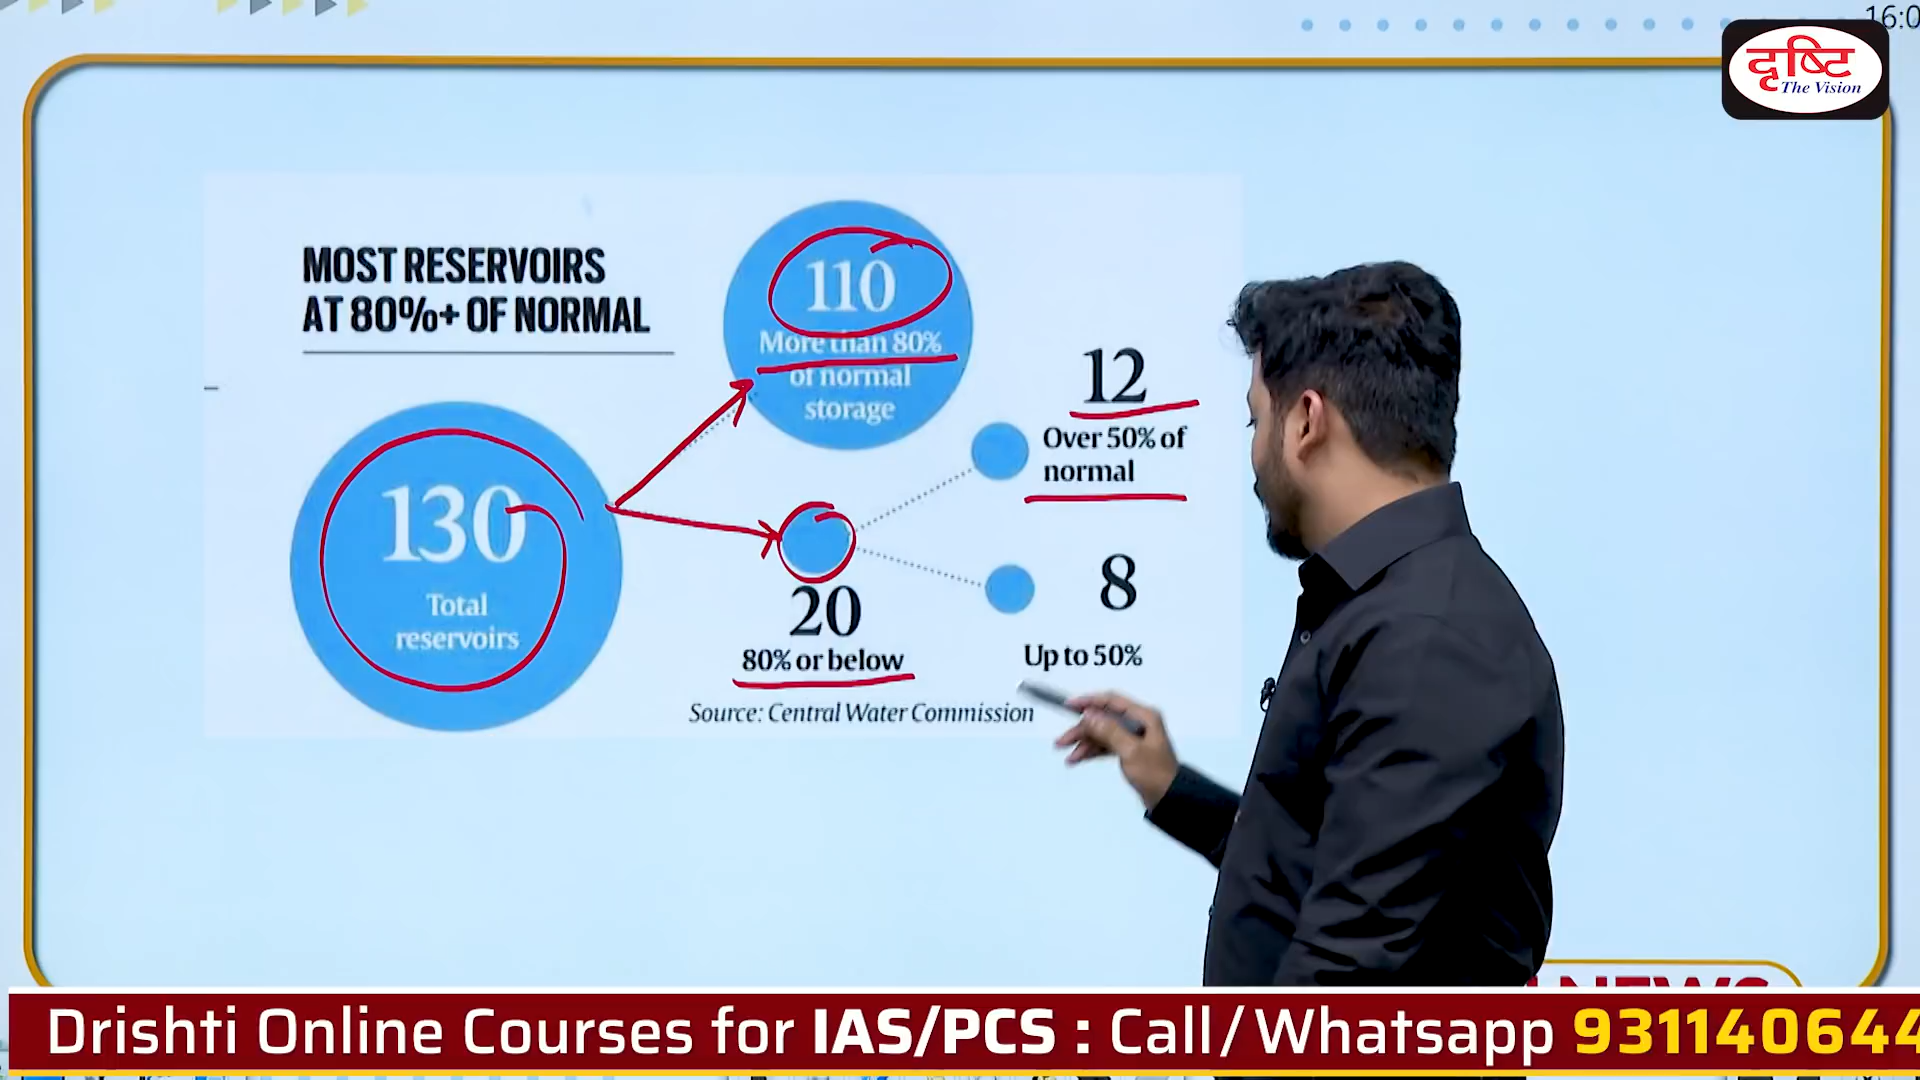 दृष्टि
The Vision
MOST RESERVOIRS
AT 80%+ OF NORMAL
110
More than 80%
of normal
storage
130
Total
reservoirs
12
Over 50% of
normal
20
80% or below
8
Up to 50%
Source: Central Water Commission
NEWS
Drishti Online Courses for IAS/PCS : Call/Whatsapp 931140644